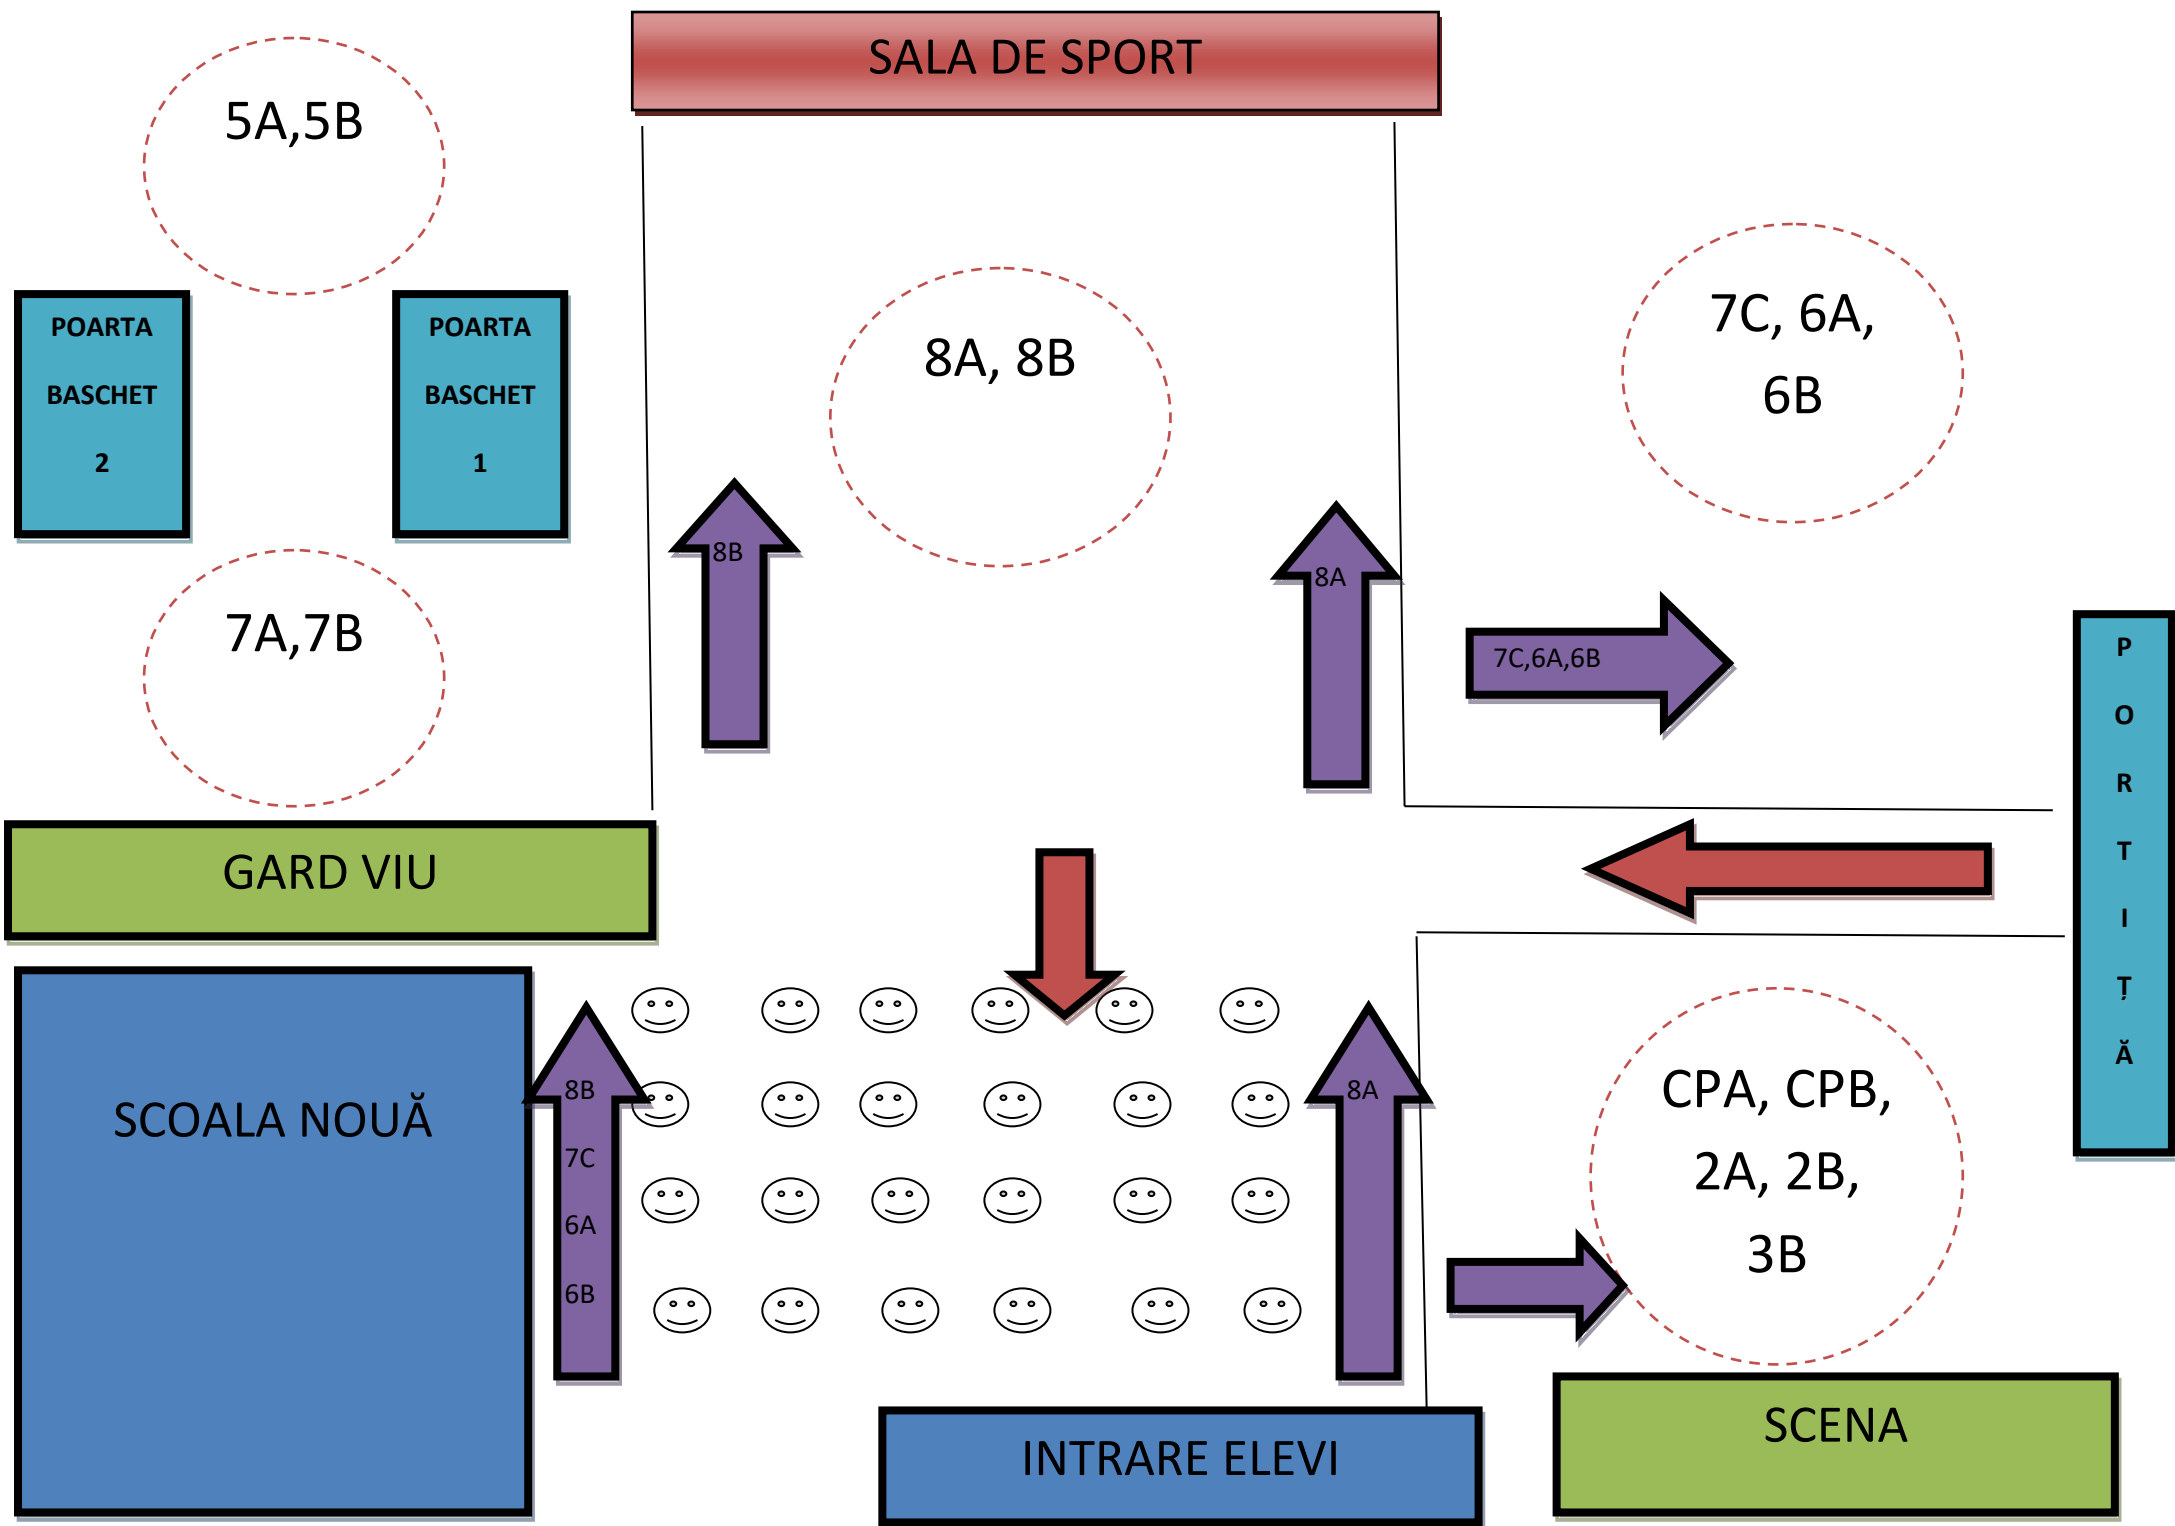 SALA DE SPORT
5A,5B
POARTA
BASCHET
2
POARTA
BASCHET
1
8A, 8B
7C, 6A,
6B
7A,7B
8B
8A
7C,6A,6B
P
O
R
T
I
Ț
Ă
GARD VIU
SCOALA NOUĂ
8B
7C
6A
6B
8A
CPA, CPB,
2A, 2B,
3B
INTRARE ELEVI
SCENA